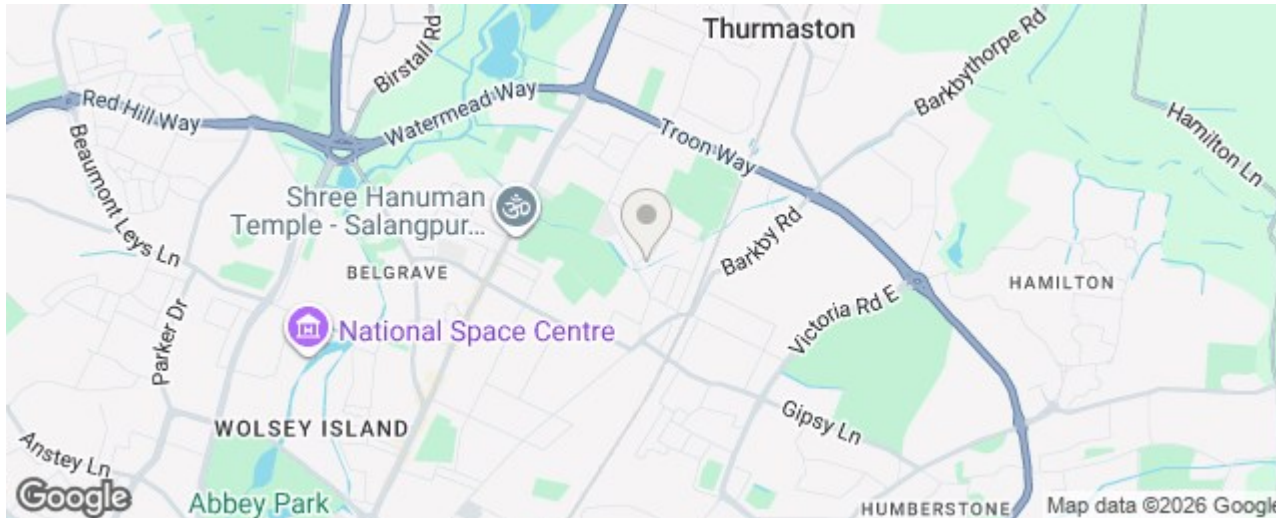 Thurmaston
Barkbythorpe Rd
Birstall Rd
Red Hill Way
Watermead Way
Troon Way
Hamilton Ln
Beaumont Leys Ln
Shree Hanuman
Temple - Salangpur...
BELGRAVE
Barkby Rd
HAMILTON
Victoria Rd E
National Space Centre
Parker Dr
WOLSEY ISLAND
Gipsy Ln
Anstey Ln
Abbey Park
HUMBERSTONE
Google
Map data ©2026 Google